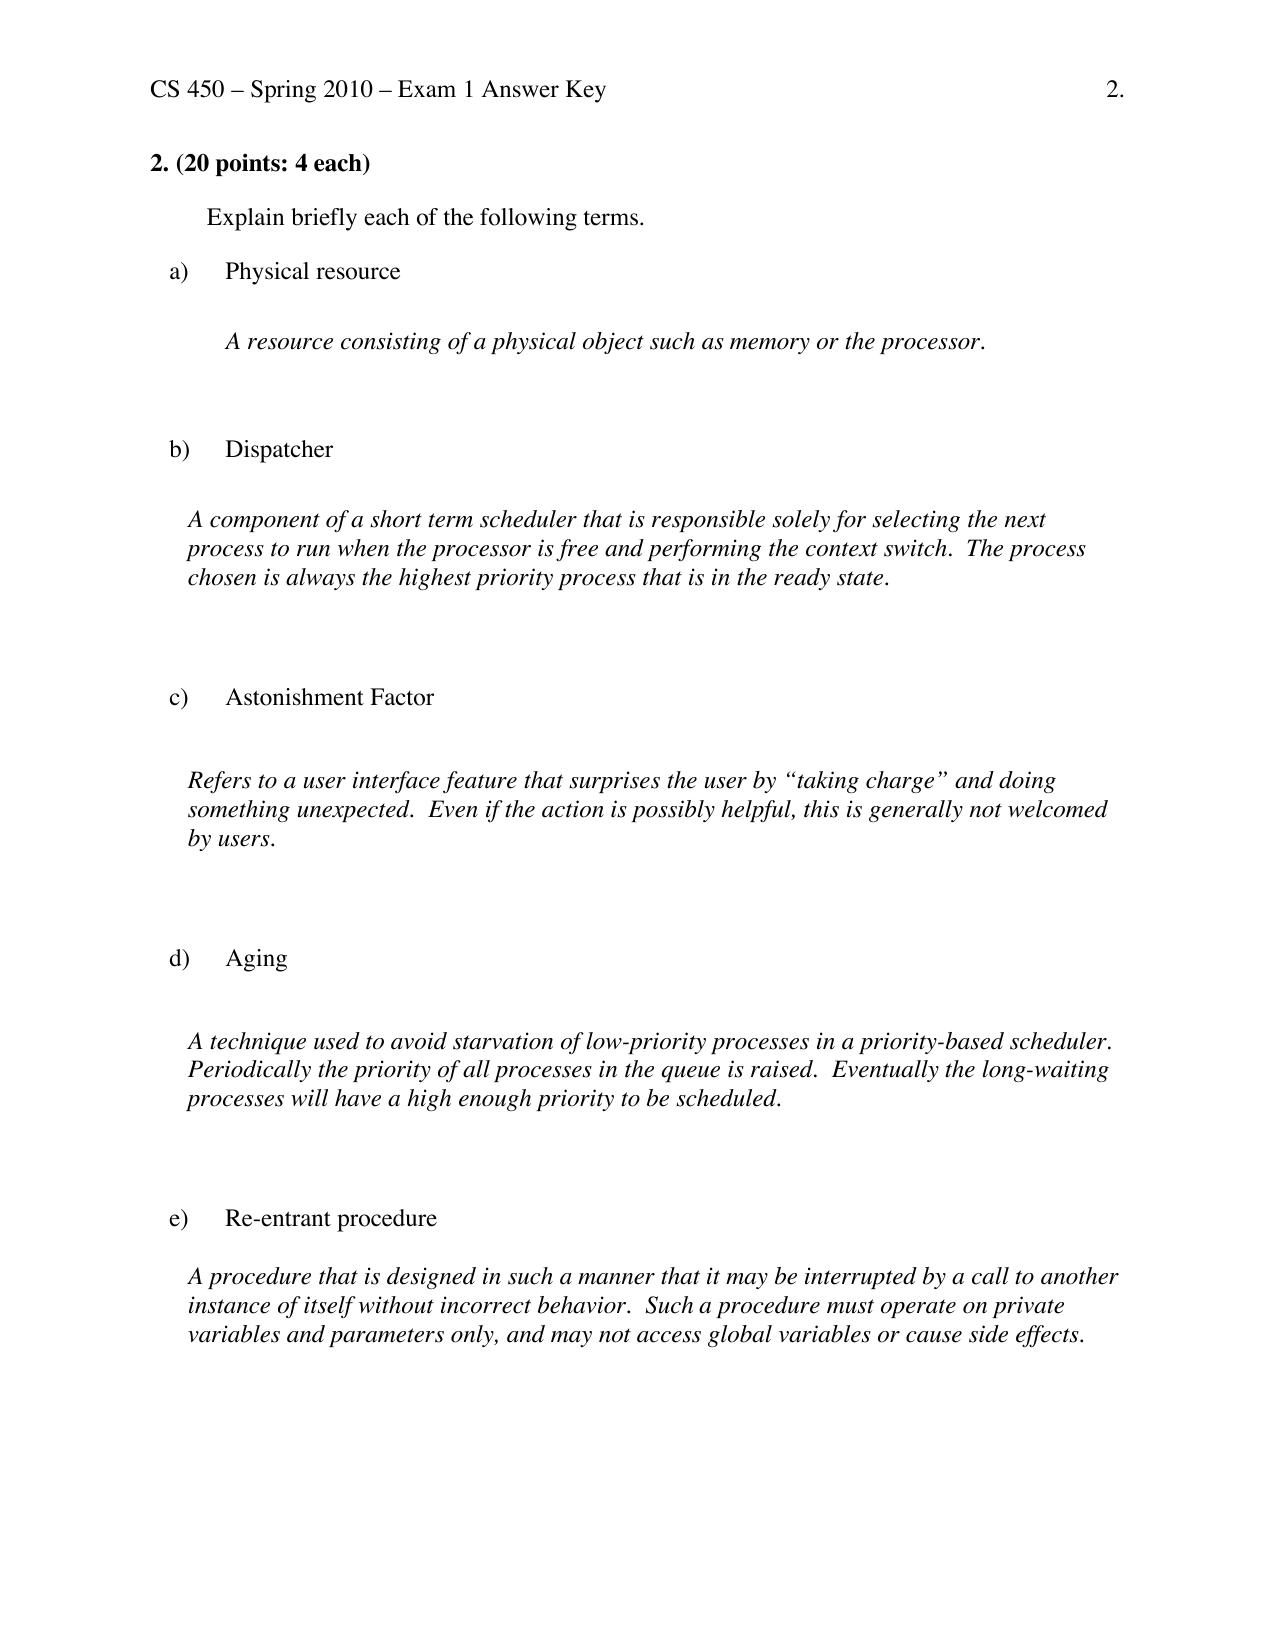 CS 450 – Spring 2010 – Exam 1 Answer Key 2.
2. (20 points: 4 each)
Explain briefly each of the following terms.
a) Physical resource
A resource consisting of a physical object such as memory or the processor.
b) Dispatcher
A component of a short term scheduler that is responsible solely for selecting the next
process to run when the processor is free and performing the context switch.  The process
chosen is always the highest priority process that is in the ready state.
c) Astonishment Factor
Refers to a user interface feature that surprises the user by “taking charge” and doing
something unexpected.  Even if the action is possibly helpful, this is generally not welcomed
by users.
d) Aging
A technique used to avoid starvation of low-priority processes in a priority-based scheduler.
Periodically the priority of all processes in the queue is raised.  Eventually the long-waiting
processes will have a high enough priority to be scheduled.
e) Re-entrant procedure
A procedure that is designed in such a manner that it may be interrupted by a call to another
instance of itself without incorrect behavior.  Such a procedure must operate on private
variables and parameters only, and may not access global variables or cause side effects.